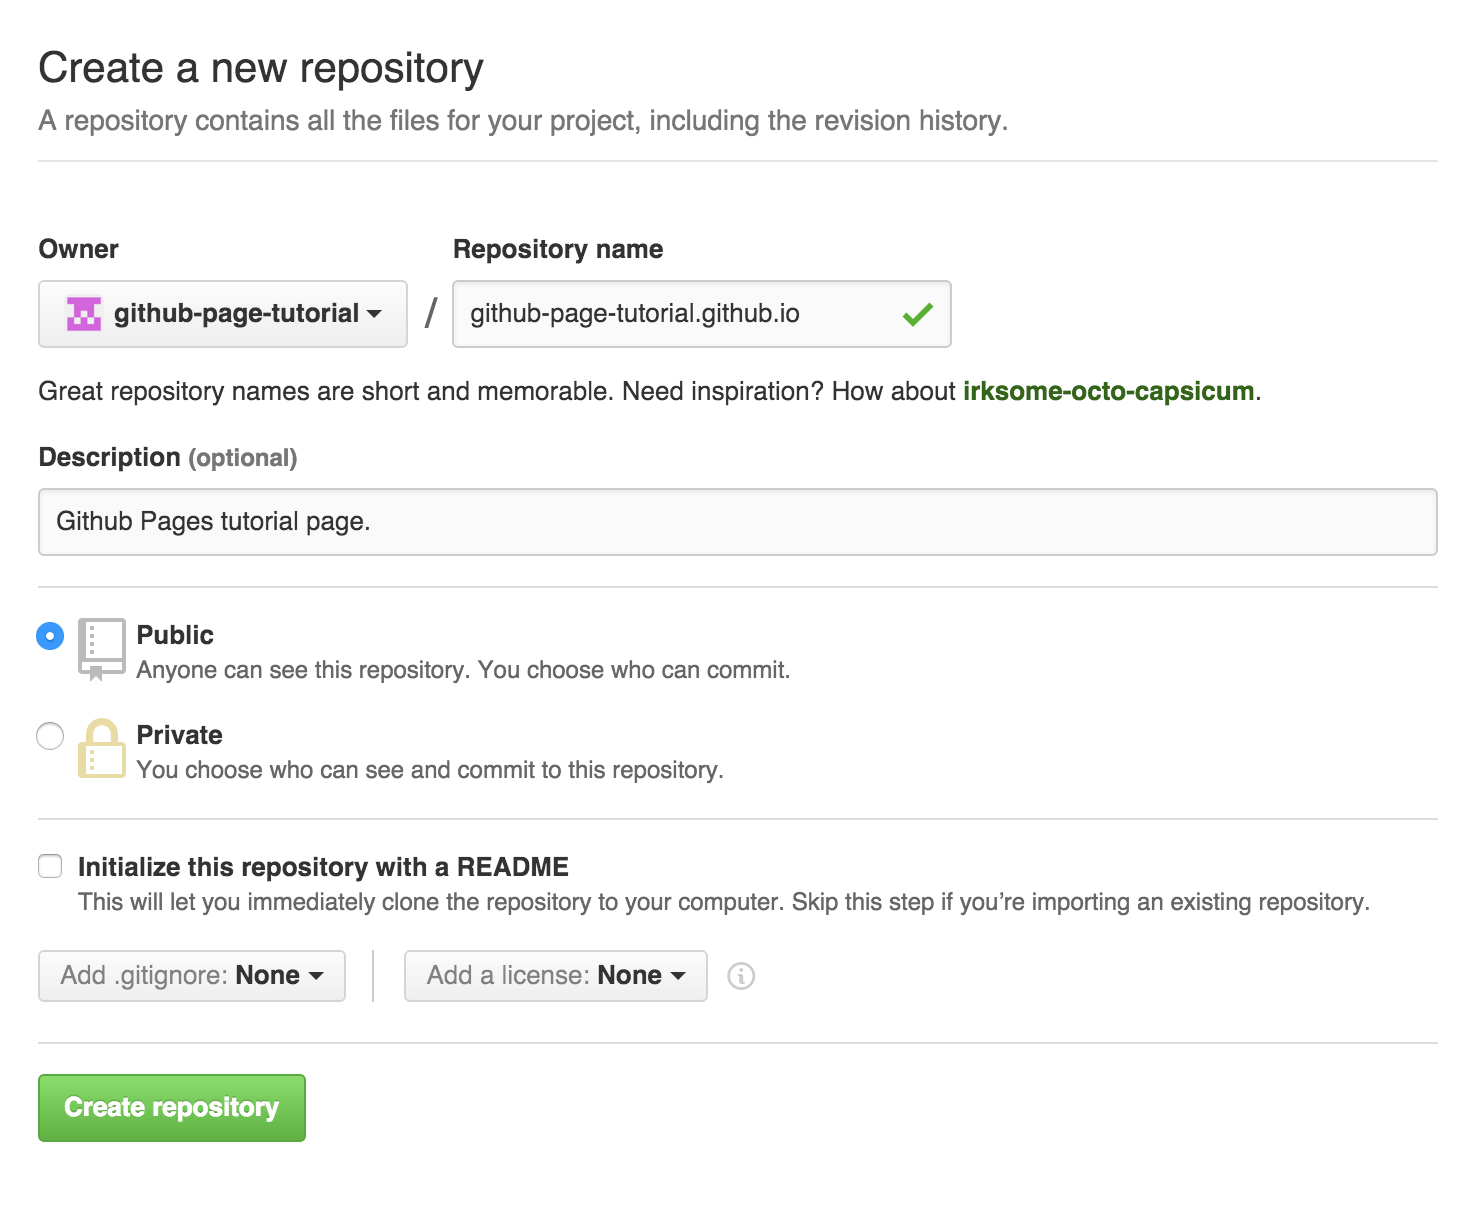 Create a new repository
A repository contains all the files for your project, including the revision history.
Owner
Repository name
github-page-tutorial / github-page-tutorial.github.io
Great repository names are short and memorable. Need inspiration? How about irksome-octo-capsicum.
Description (optional)
Github Pages tutorial page.
Public
Anyone can see this repository. You choose who can commit.
Private
You choose who can see and commit to this repository.
Initialize this repository with a README
This will let you immediately clone the repository to your computer. Skip this step if you’re importing an existing repository.
Add .gitignore: None
Add a license: None
Create repository